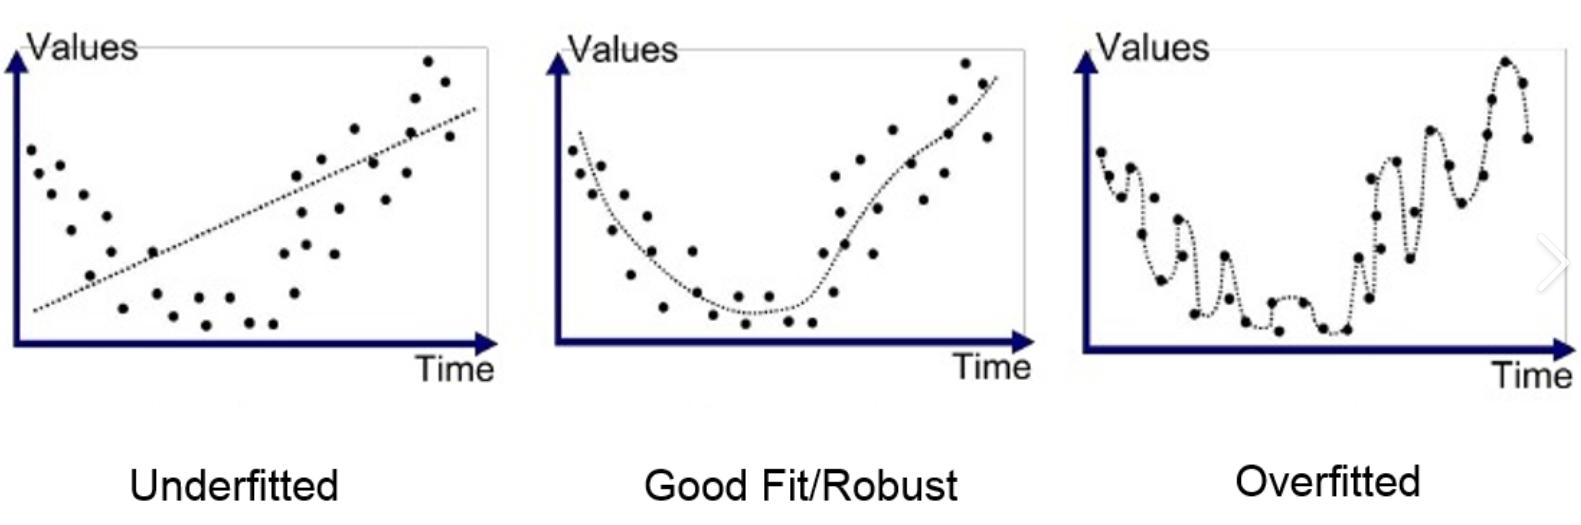 Values
Time
Underfitted
Values
Time
Good Fit/Robust
Values
Time
Overfitted